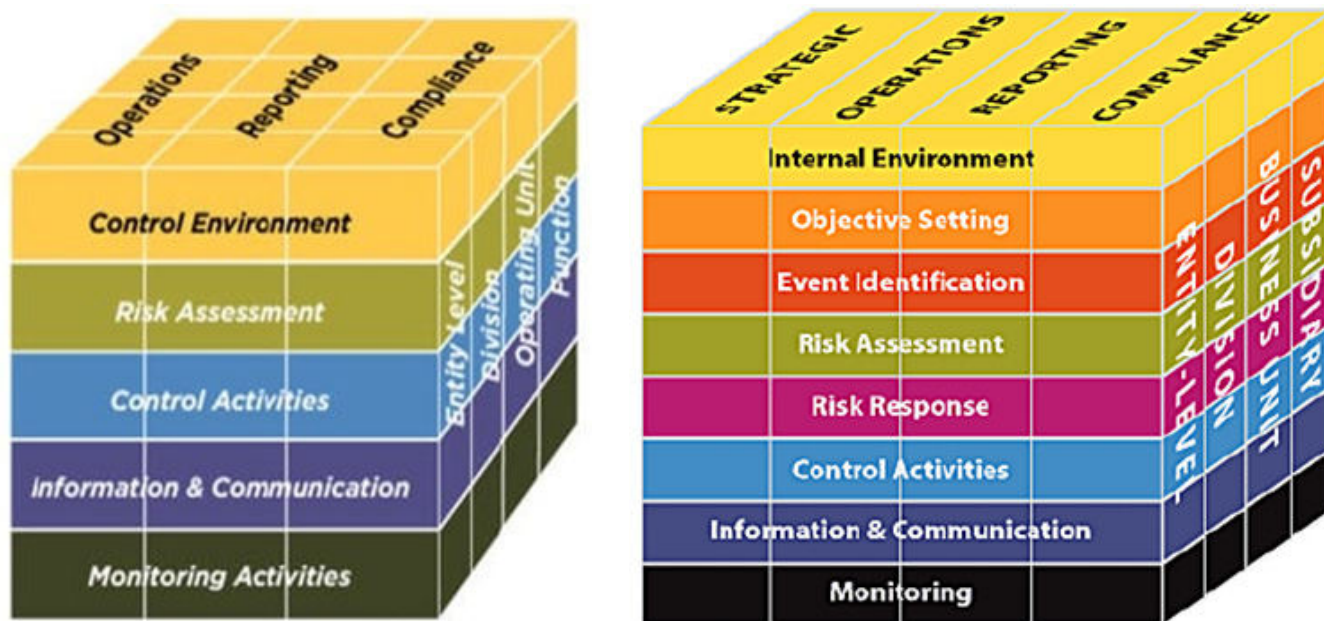 Operations
Reporting
Compliance
Control Environment
Risk Assessment
Control Activities
Information & Communication
Monitoring Activities
Entity Level
Division
Operating Unit
Function
STRATEGIC
OPERATIONS
REPORTING
COMPLIANCE
Internal Environment
Objective Setting
Event Identification
Risk Assessment
Risk Response
Control Activities
Information & Communication
Monitoring
ENTITY-LEVEL
DIVISION
BUSINESS UNIT
SUBSIDIARY